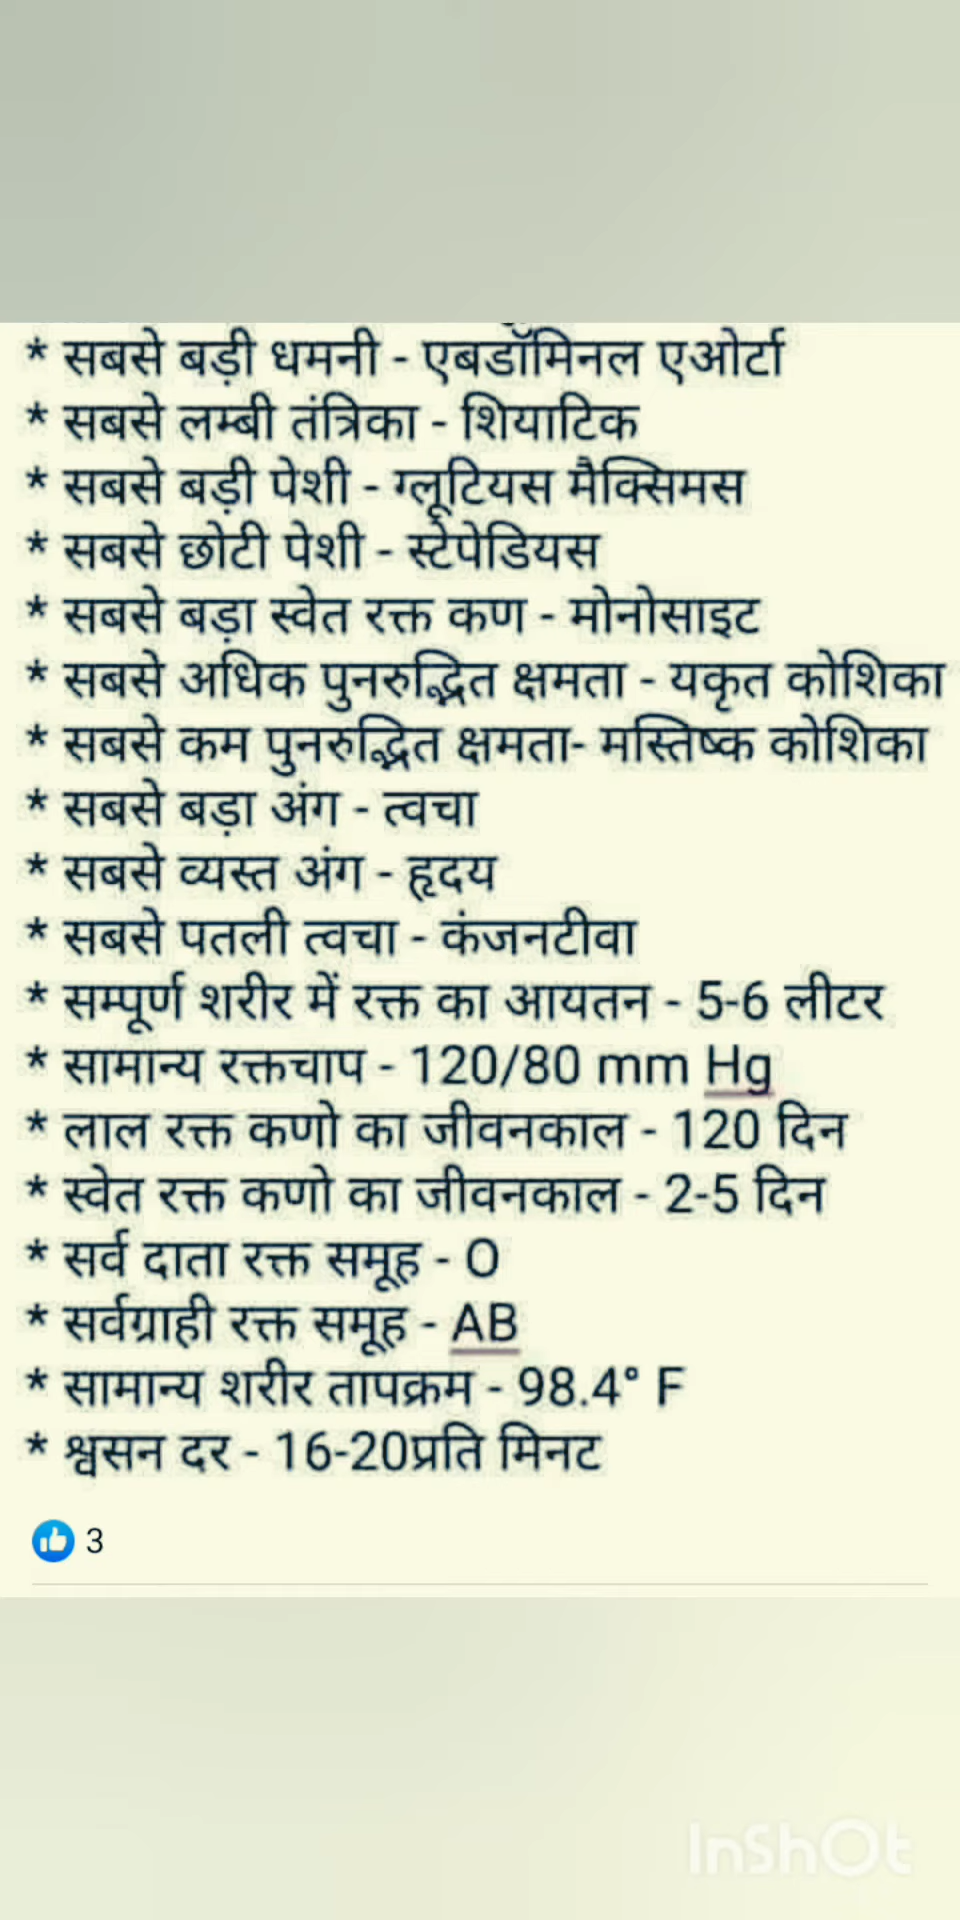 * सबसे बड़ी धमनी - एबडॉमिनल एओर्टा
* सबसे लम्बी तंत्रिका - शियाटिक
* सबसे बड़ी पेशी - ग्लूटियस मैक्सिमस
* सबसे छोटी पेशी - स्टेपेडियस
* सबसे बड़ा स्वेत रक्त कण - मोनोसाइट
* सबसे अधिक पुनरुद्भित क्षमता - यकृत कोशिका
* सबसे कम पुनरुद्भित क्षमता- मस्तिष्क कोशिका
* सबसे बड़ा अंग - त्वचा
* सबसे व्यस्त अंग - हृदय
* सबसे पतली त्वचा - कंजनटीवा
* सम्पूर्ण शरीर में रक्त का आयतन - 5-6 लीटर
* सामान्य रक्तचाप - 120/80 mm Hg
* लाल रक्त कणो का जीवनकाल - 120 दिन
* स्वेत रक्त कणो का जीवनकाल - 2-5 दिन
* सर्व दाता रक्त समूह - O
* सर्वग्राही रक्त समूह - AB
* सामान्य शरीर तापक्रम - 98.4° F
* श्वसन दर - 16-20प्रति मिनट
3
InShOt